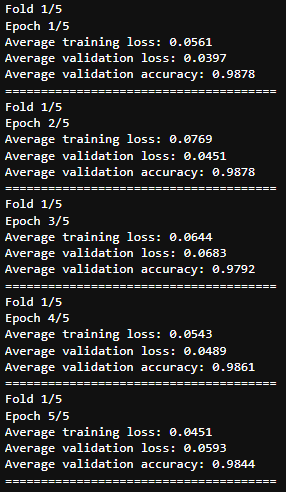 Fold 1/5
Epoch 1/5
Average training loss: 0.0561
Average validation loss: 0.0397
Average validation accuracy: 0.9878
======================================
Fold 1/5
Epoch 2/5
Average training loss: 0.0769
Average validation loss: 0.0451
Average validation accuracy: 0.9878
======================================
Fold 1/5
Epoch 3/5
Average training loss: 0.0644
Average validation loss: 0.0683
Average validation accuracy: 0.9792
======================================
Fold 1/5
Epoch 4/5
Average training loss: 0.0543
Average validation loss: 0.0489
Average validation accuracy: 0.9861
======================================
Fold 1/5
Epoch 5/5
Average training loss: 0.0451
Average validation loss: 0.0593
Average validation accuracy: 0.9844
======================================